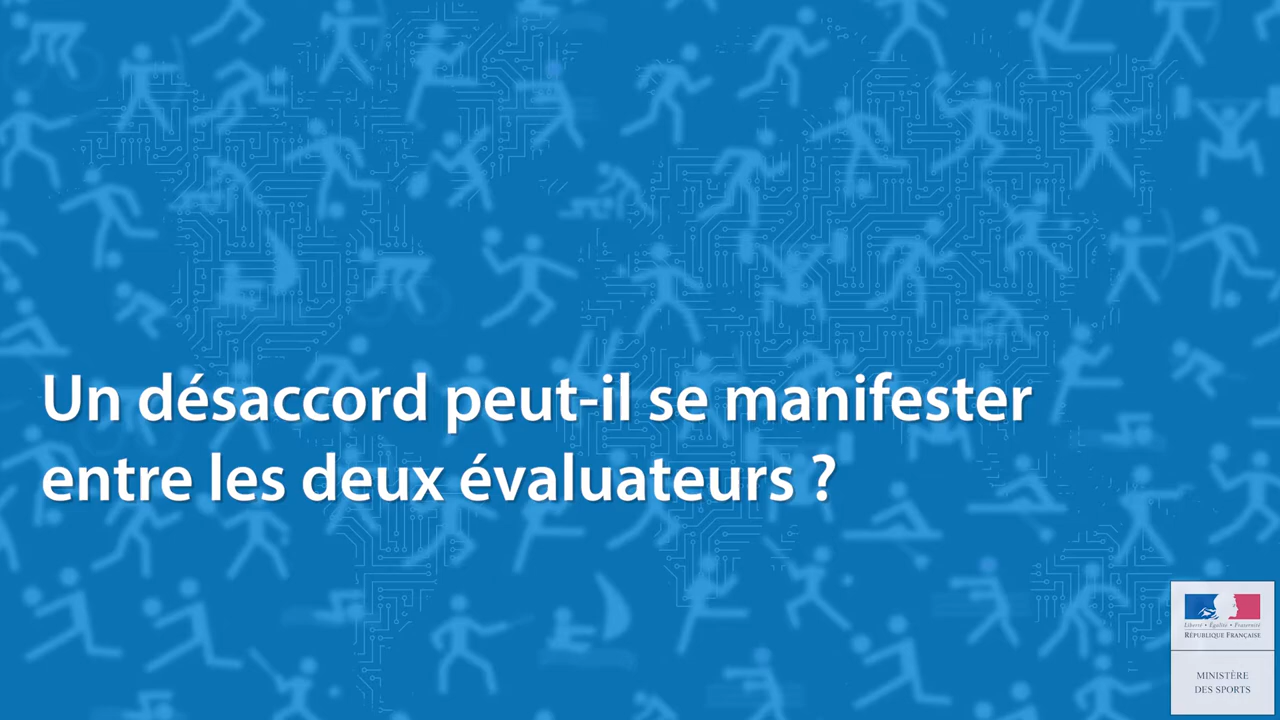 Un désaccord peut-il se manifester
entre les deux évaluateurs ?
Liberté • Égalité • Fraternité
RÉPUBLIQUE FRANÇAISE
MINISTÈRE
DES SPORTS